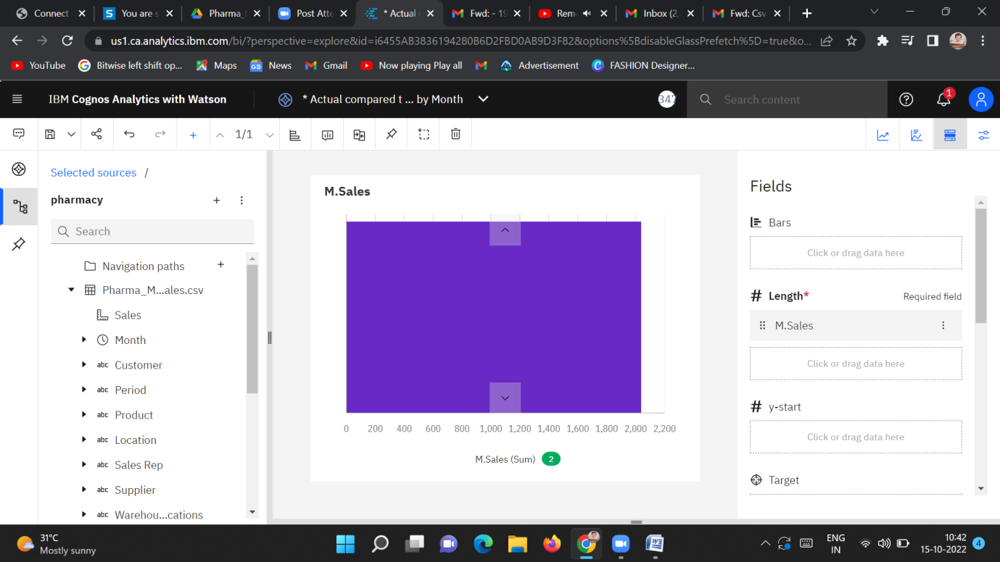 Connect
You are s
Pharma_
Post Atte
* Actual
Fwd: - 19
Rem
Inbox (2,
Fwd: Csv
us1.ca.analytics.ibm.com/bi/?perspective=explore&id=i6455AB3836194280B6D2FBD0AB9D3F82&options%5BdisableGlassPrefetch%5D=true&o...
YouTube
Bitwise left shift op...
Maps
News
Gmail
Now playing Play all
Advertisement
FASHION Designer...
IBM Cognos Analytics with Watson
* Actual compared t ... by Month
347
Search content
1
1/1
Selected sources /
pharmacy
Search
Navigation paths
Pharma_M...ales.csv
Sales
Month
abc Customer
abc Period
abc Product
abc Location
abc Sales Rep
abc Supplier
abc Warehou...cations
M.Sales
0 200 400 600 800 1,000 1,200 1,400 1,600 1,800 2,000 2,200
M.Sales (Sum) 2
Fields
Bars
Click or drag data here
# Length* Required field
M.Sales
Click or drag data here
# y-start
Click or drag data here
Target
31°C
Mostly sunny
ENG
IN
10:42
15-10-2022
4